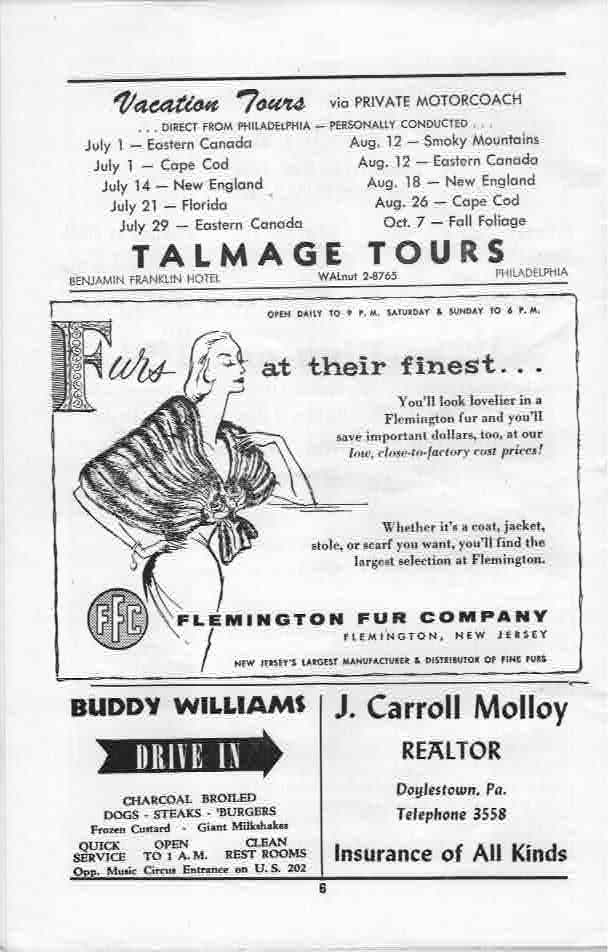 Vacation Tours via PRIVATE MOTORCOACH
. . . DIRECT FROM PHILADELPHIA — PERSONALLY CONDUCTED . . .
July 1 — Eastern Canada
July 1 — Cape Cod
July 14 — New England
July 21 — Florida
July 29 — Eastern Canada
Aug. 12 — Smoky Mountains
Aug. 12 — Eastern Canada
Aug. 18 — New England
Aug. 26 — Cape Cod
Oct. 7 — Fall Foliage
TALMAGE TOURS
BENJAMIN FRANKLIN HOTEL WALnut 2-8765 PHILADELPHIA
OPEN DAILY TO 9 P. M. SATURDAY & SUNDAY TO 6 P. M.
Furs at their finest...
You'll look lovelier in a
Flemington fur and you'll
save important dollars, too, at our
low, close-to-factory cost prices!
Whether it's a coat, jacket,
stole, or scarf you want, you'll find the
largest selection at Flemington.
FFC
FLEMINGTON FUR COMPANY
FLEMINGTON, NEW JERSEY
NEW JERSEY'S LARGEST MANUFACTURER & DISTRIBUTOR OF FINE FURS
BUDDY WILLIAMS
DRIVE IN
CHARCOAL BROILED
DOGS - STEAKS - 'BURGERS
Frozen Custard - Giant Milkshakes
QUICK OPEN CLEAN
SERVICE TO 1 A. M. REST ROOMS
Opp. Music Circus Entrance on U. S. 202
J. Carroll Molloy
REALTOR
Doylestown, Pa.
Telephone 3558
Insurance of All Kinds
6